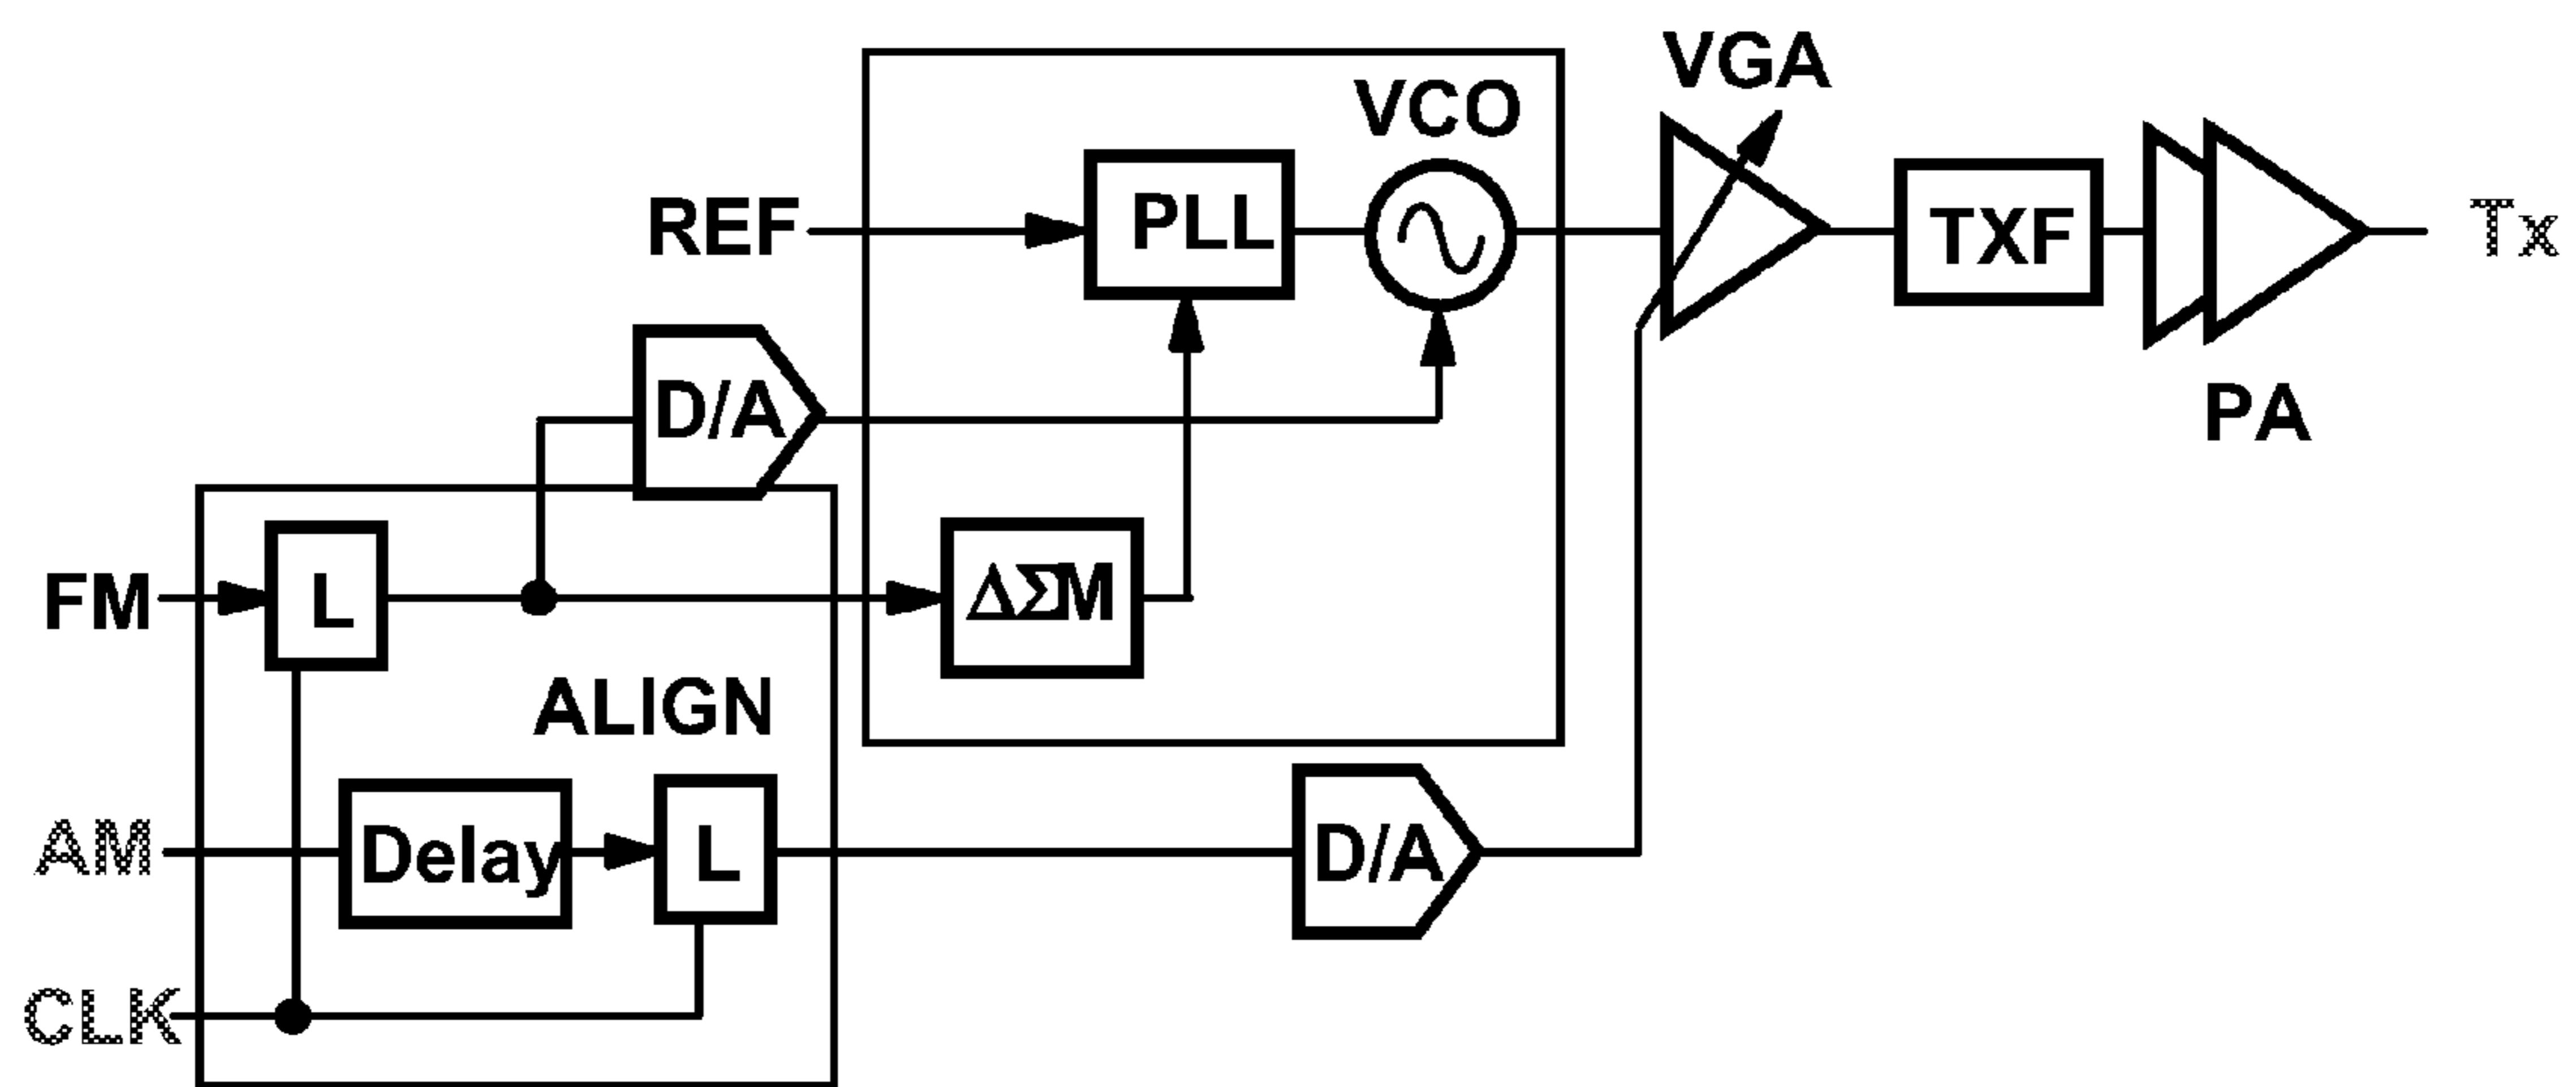 VGA
VCO
REF
PLL
TXF
Tx
D/A
PA
FM
L
ΔΣM
ALIGN
AM
Delay
L
D/A
CLK